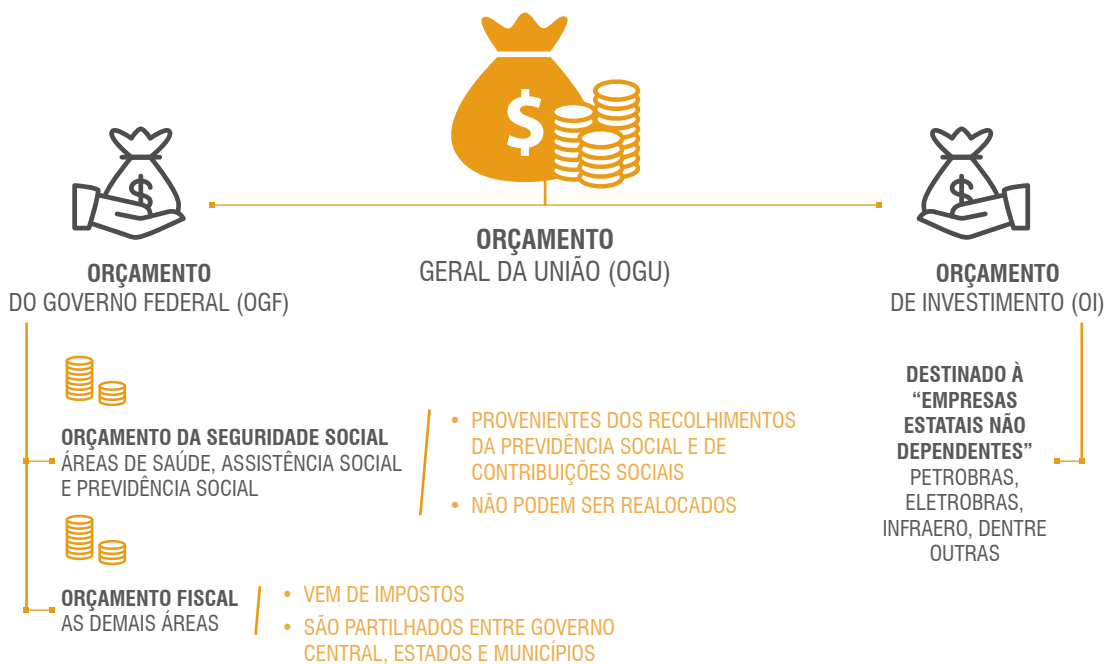 $
$
$
ORÇAMENTO
GERAL DA UNIÃO (OGU)
ORÇAMENTO
DO GOVERNO FEDERAL (OGF)
ORÇAMENTO DA SEGURIDADE SOCIAL
ÁREAS DE SAÚDE, ASSISTÊNCIA SOCIAL
E PREVIDÊNCIA SOCIAL
• PROVENIENTES DOS RECOLHIMENTOS
DA PREVIDÊNCIA SOCIAL E DE
CONTRIBUIÇÕES SOCIAIS
• NÃO PODEM SER REALOCADOS
ORÇAMENTO FISCAL
AS DEMAIS ÁREAS
• VEM DE IMPOSTOS
• SÃO PARTILHADOS ENTRE GOVERNO
CENTRAL, ESTADOS E MUNICÍPIOS
ORÇAMENTO
DE INVESTIMENTO (OI)
DESTINADO À
“EMPRESAS
ESTATAIS NÃO
DEPENDENTES”
PETROBRAS,
ELETROBRAS,
INFRAERO, DENTRE
OUTRAS